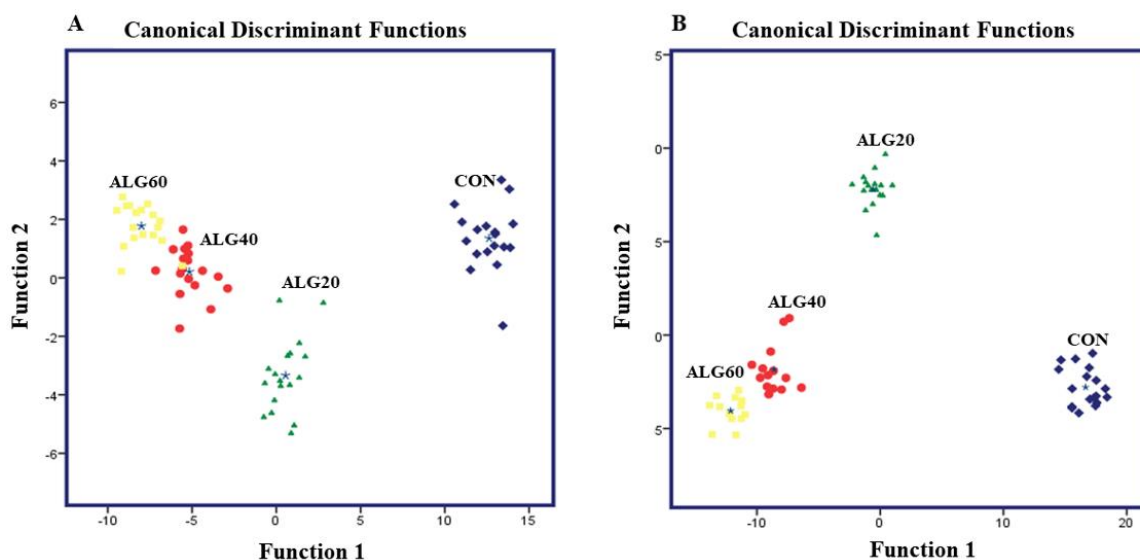 A
Canonical Discriminant Functions
6
4
2
0
-2
-4
-6
Function 2
ALG60
ALG40
ALG20
CON
-10
-5
0
5
10
15
Function 1
B
Canonical Discriminant Functions
5
0
5
0
5
Function 2
ALG20
ALG40
ALG60
CON
-10
0
10
20
Function 1